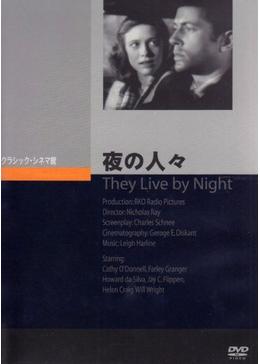 クラシック・シネマ館
夜の人々
They Live by Night
Production: RKO Radio Pictures
Director: Nicholas Ray
Screenplay: Charles Schnee
Cinematography: Geroge E. Diskant
Music: Leigh Harline
Starring:
Cathy O'Donnell, Farley Granger
Howard da Silva, Jay C. Flippen,
Helen Craig, Will Wright
DVD
VIDEO